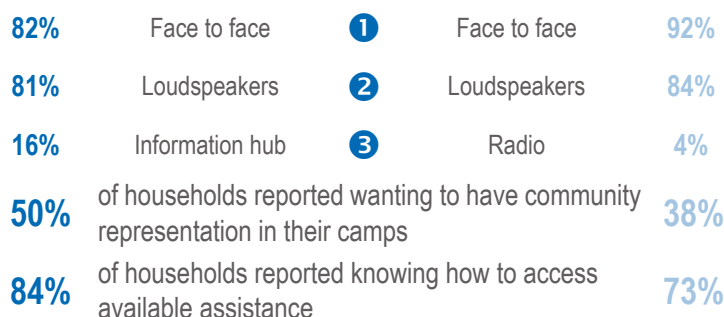 82% Face to face 1 Face to face 92%
81% Loudspeakers 2 Loudspeakers 84%
16% Information hub 3 Radio 4%
50% of households reported wanting to have community representation in their camps 38%
84% of households reported knowing how to access available assistance 73%